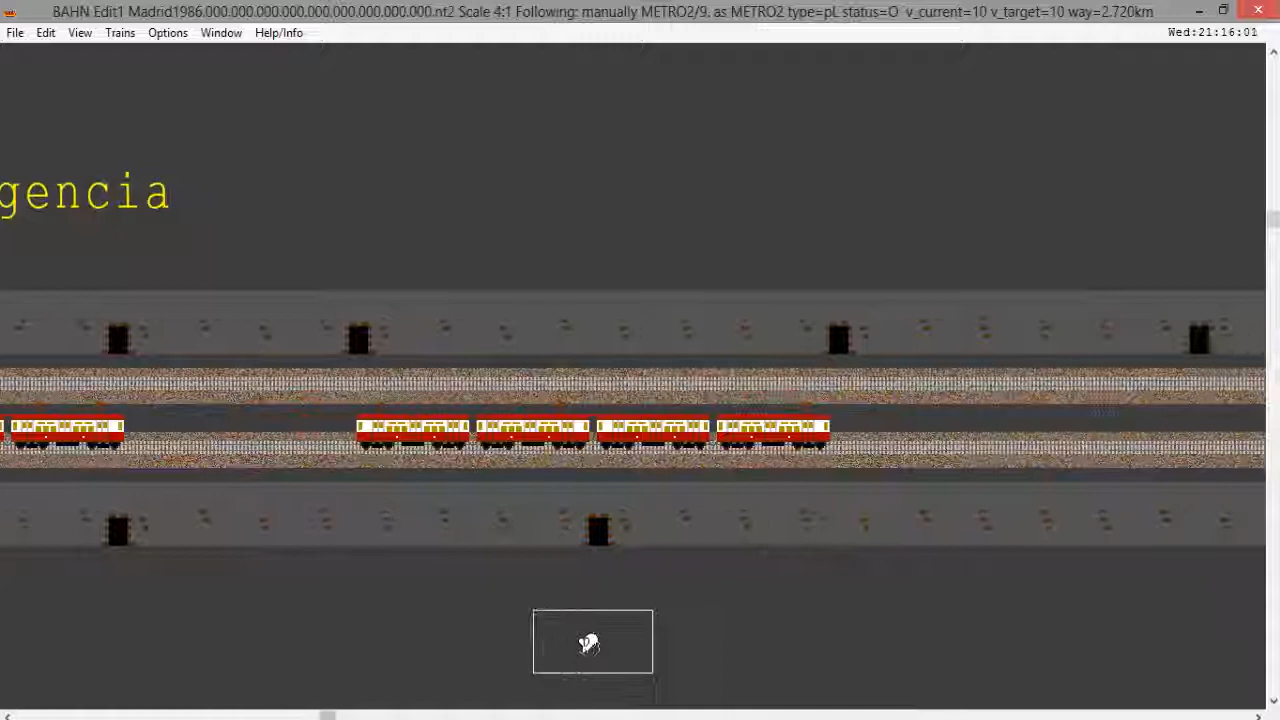 BAHN Edit1 Madrid1986.000.000.000.000.000.000.000.000.000.nt2 Scale 4:1 Following: manually METRO2/9, as METRO2 type=pL status=O v_current=10 v_target=10 way=2.720km
File Edit View Trains Options Window Help/Info Wed:21:16:01
gencia